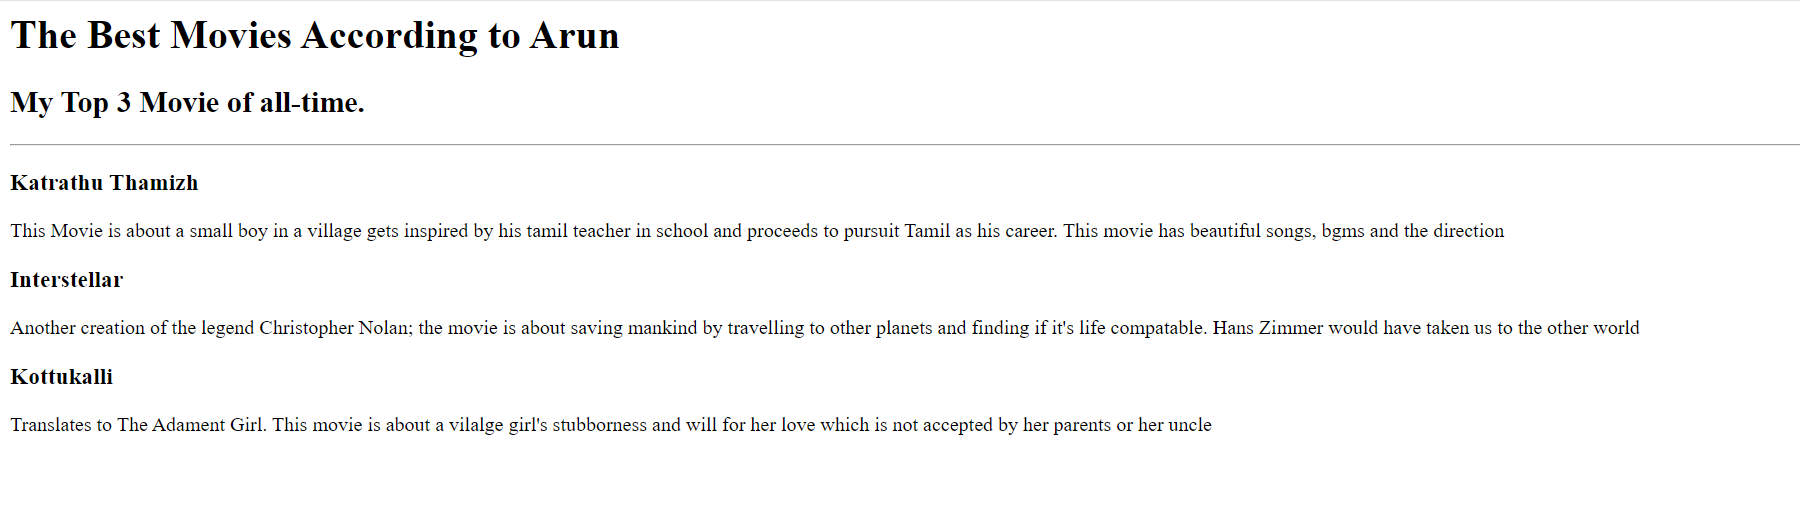 The Best Movies According to Arun
My Top 3 Movie of all-time.
Katrathu Thamizh
This Movie is about a small boy in a village gets inspired by his tamil teacher in school and proceeds to pursuit Tamil as his career. This movie has beautiful songs, bgms and the direction
Interstellar
Another creation of the legend Christopher Nolan; the movie is about saving mankind by travelling to other planets and finding if it's life compatable. Hans Zimmer would have taken us to the other world
Kottukalli
Translates to The Adament Girl. This movie is about a vilalge girl's stubborness and will for her love which is not accepted by her parents or her uncle